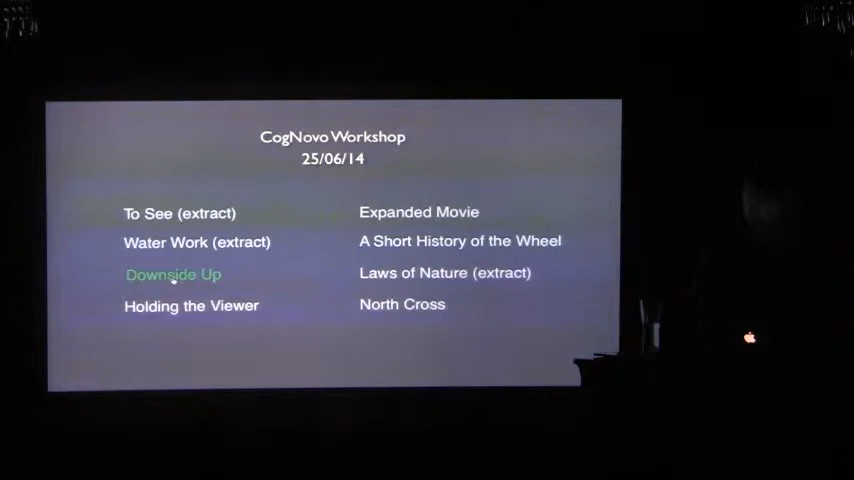 CogNovo Workshop
25/06/14
To See (extract)
Water Work (extract)
Downside Up
Holding the Viewer
Expanded Movie
A Short History of the Wheel
Laws of Nature (extract)
North Cross